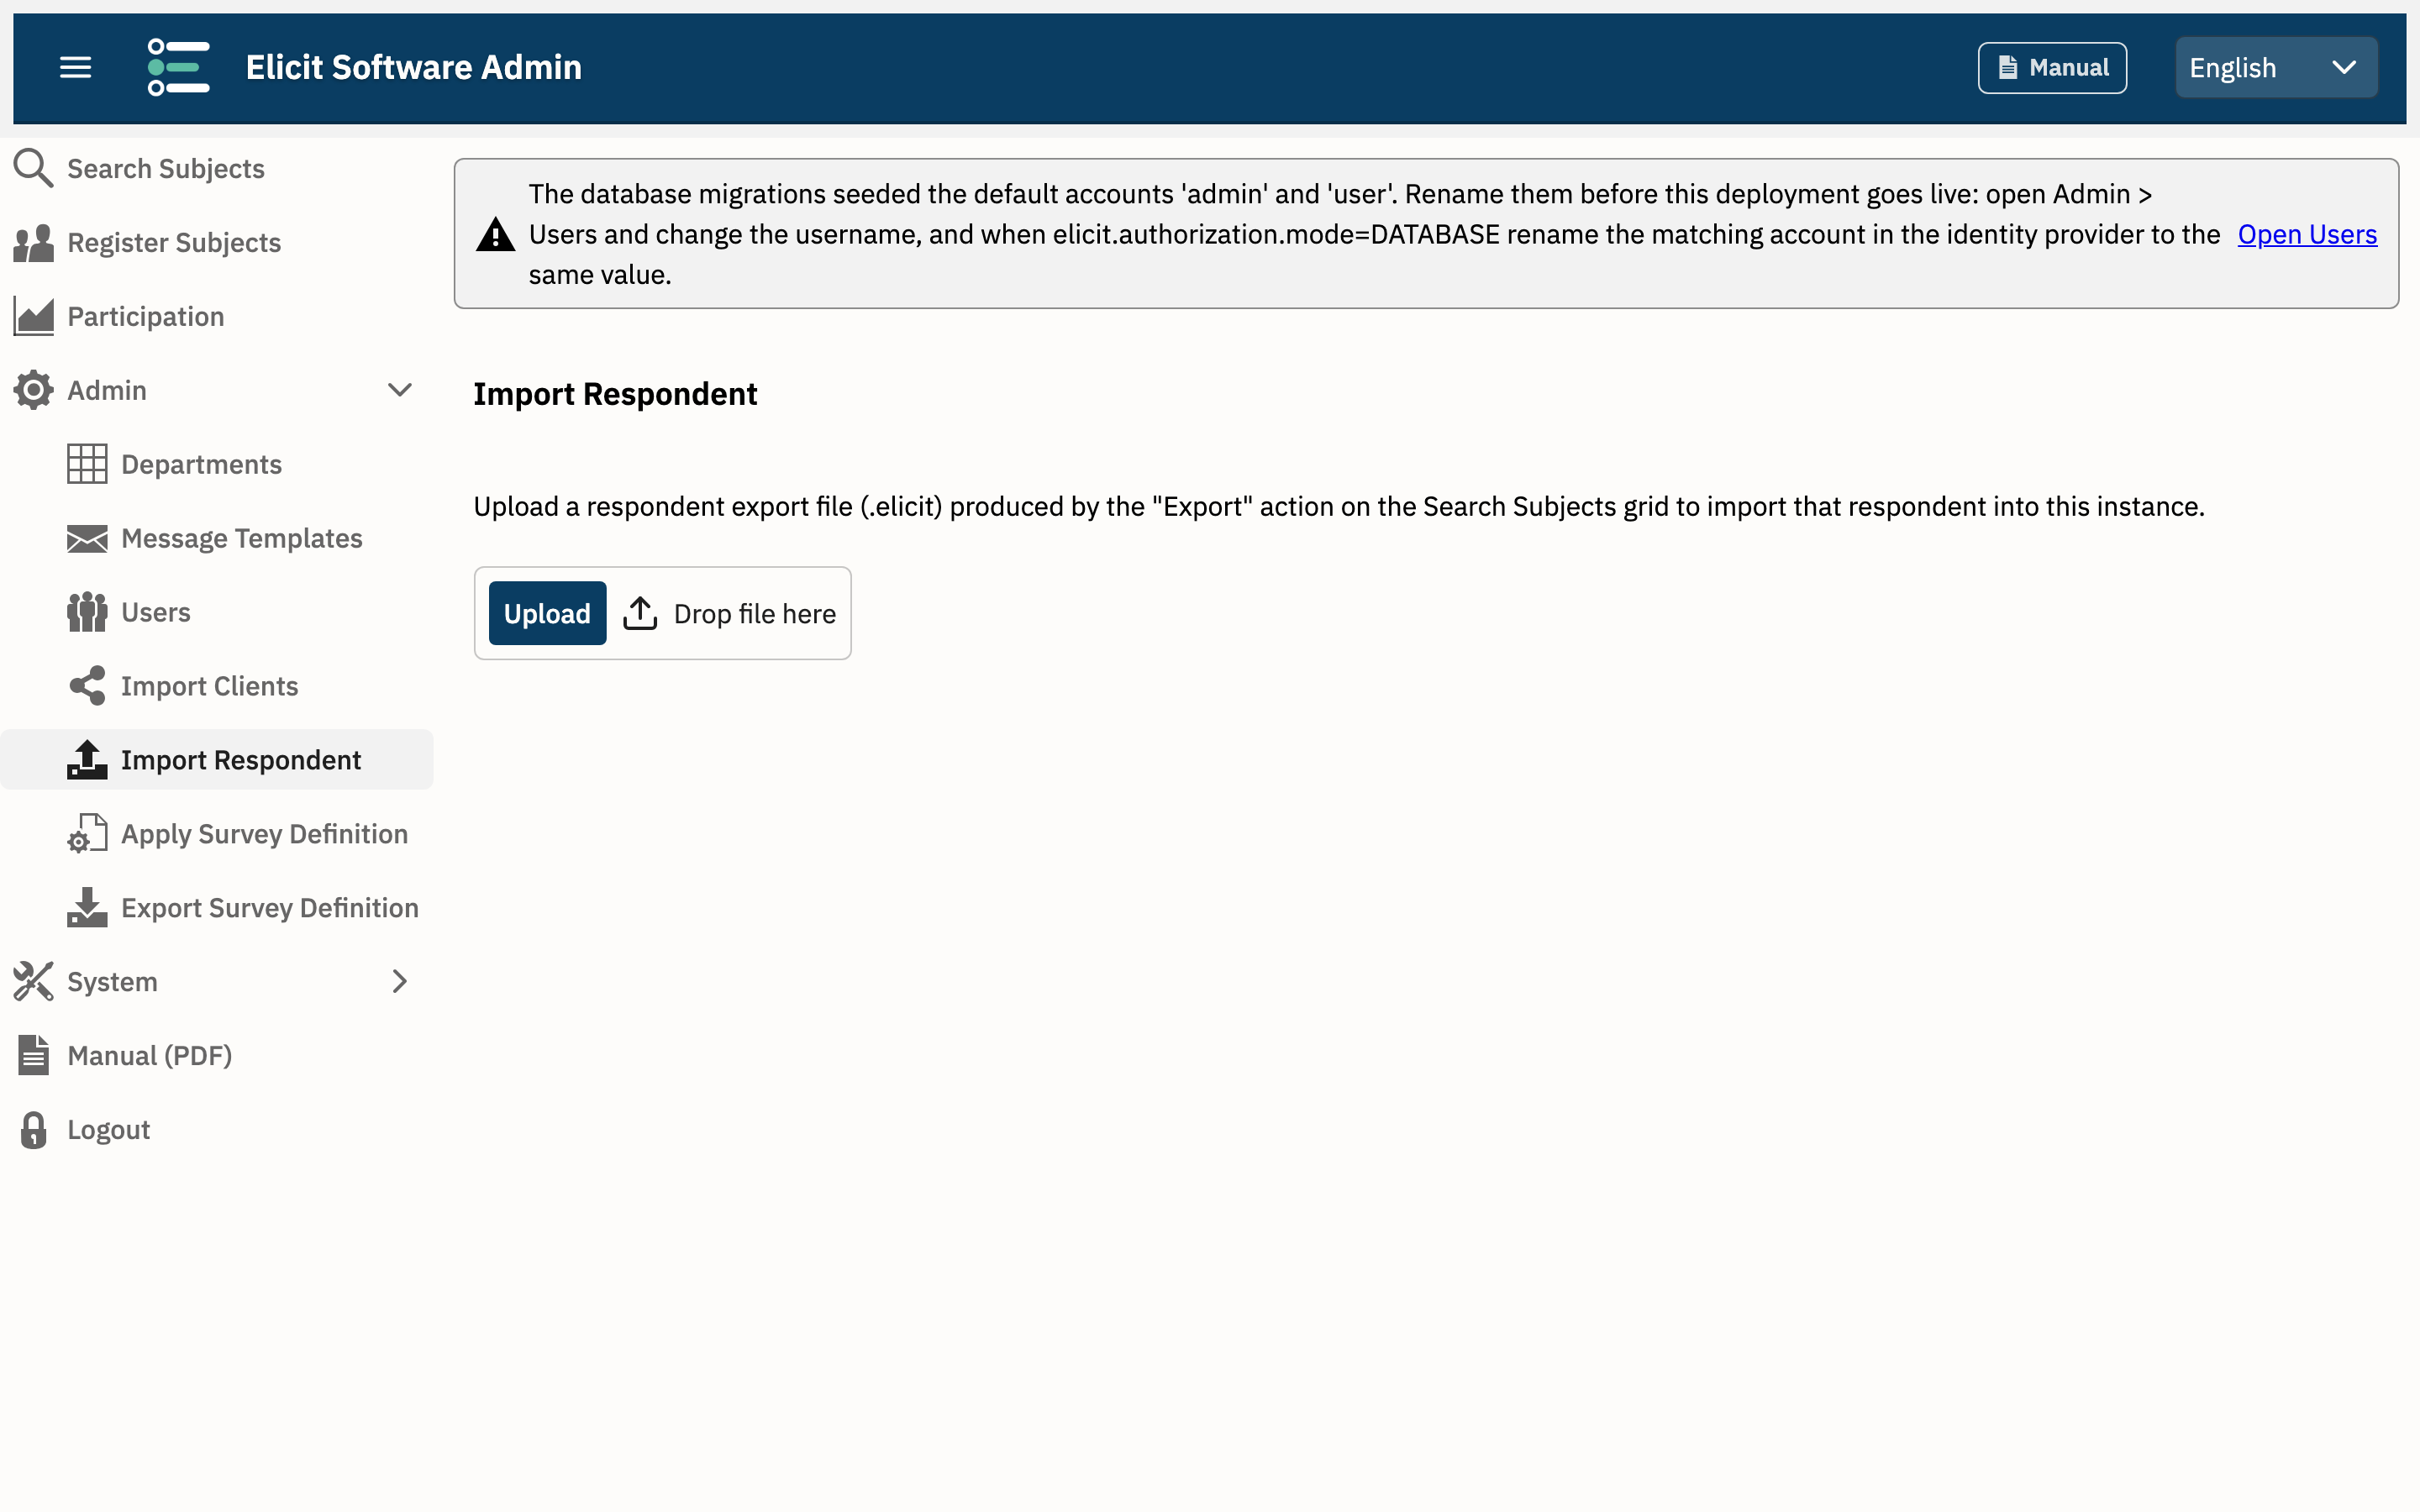 Elicit Software Admin
Manual
English
Search Subjects
Register Subjects
Participation
Admin
Departments
Message Templates
Users
Import Clients
Import Respondent
Apply Survey Definition
Export Survey Definition
System
Manual (PDF)
Logout
The database migrations seeded the default accounts 'admin' and 'user'. Rename them before this deployment goes live: open Admin >
Users and change the username, and when elicit.authorization.mode=DATABASE rename the matching account in the identity provider to the
same value.
Open Users
Import Respondent
Upload a respondent export file (.elicit) produced by the "Export" action on the Search Subjects grid to import that respondent into this instance.
Upload
Drop file here